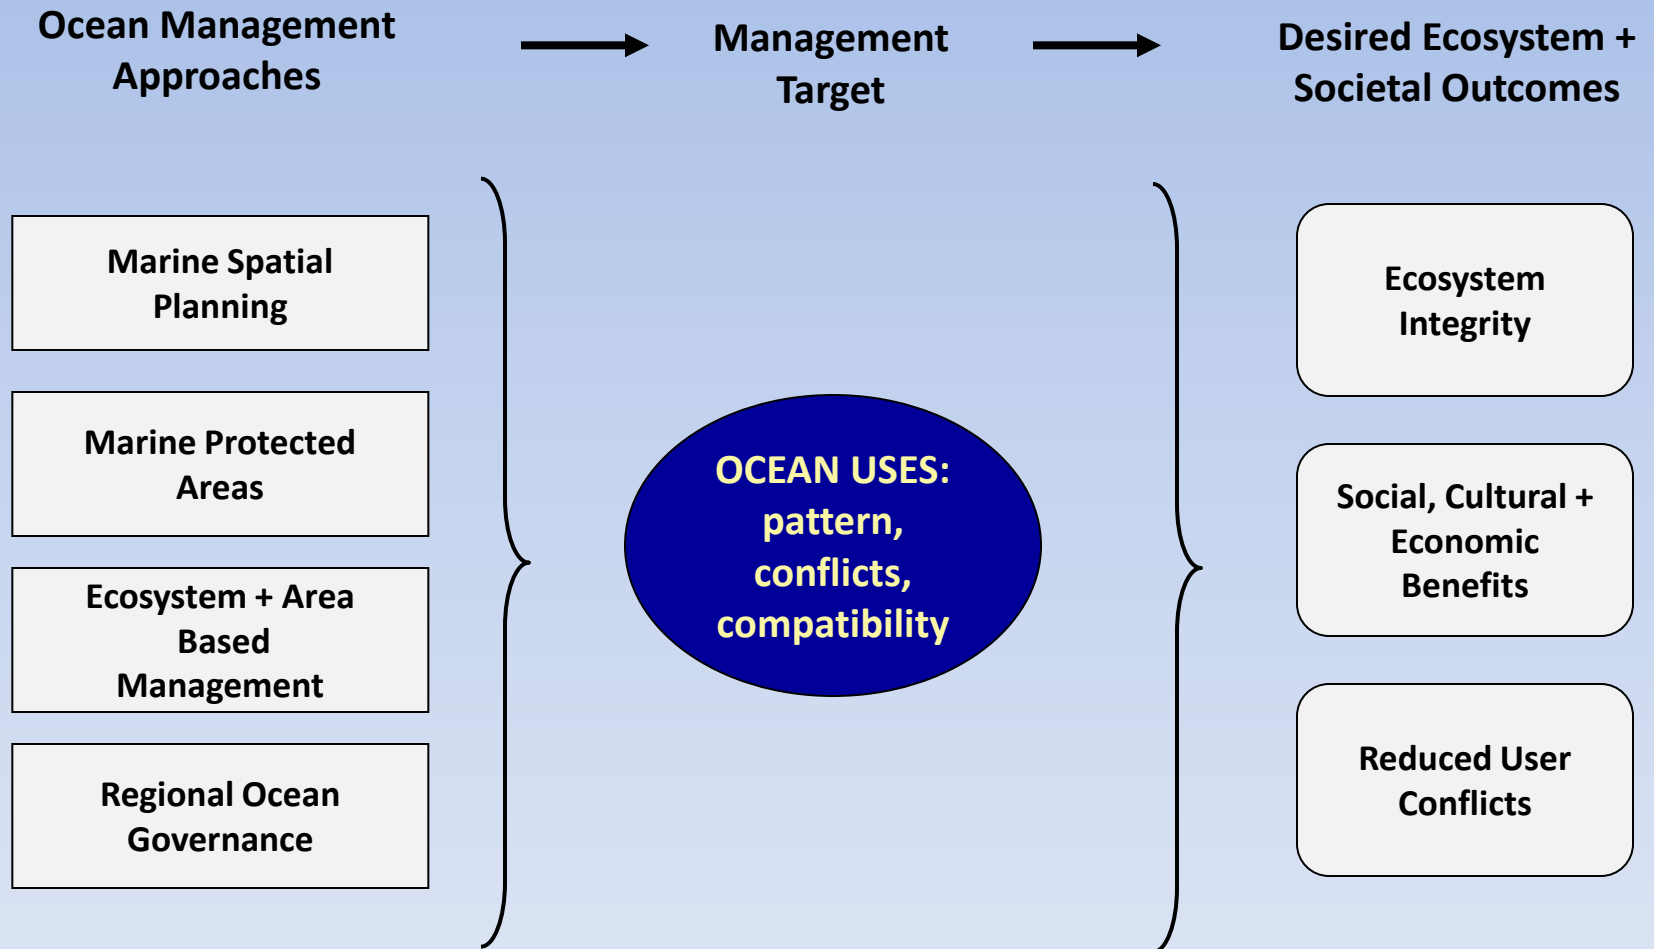 Ocean Management
Approaches
Management
Target
Desired Ecosystem +
Societal Outcomes
Marine Spatial
Planning
Marine Protected
Areas
Ecosystem + Area
Based
Management
Regional Ocean
Governance
OCEAN USES:
pattern,
conflicts,
compatibility
Ecosystem
Integrity
Social, Cultural +
Economic
Benefits
Reduced User
Conflicts